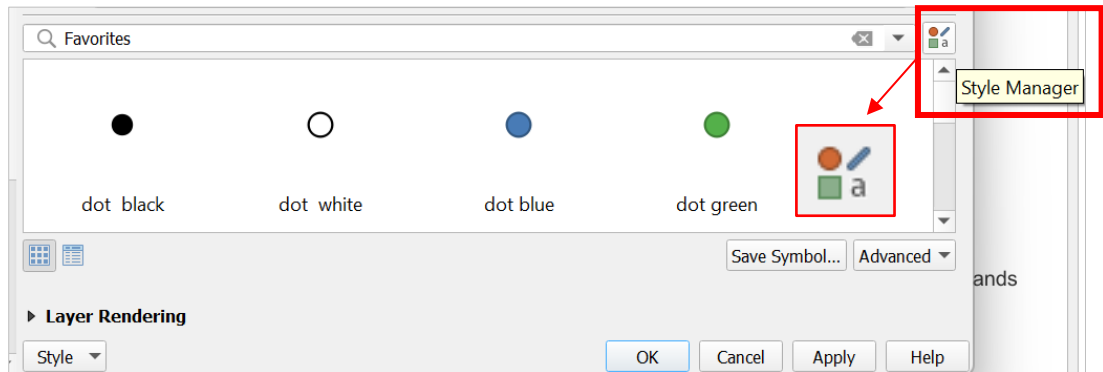 Favorites
Style Manager
a
a
dot black
dot white
dot blue
dot green
Save Symbol...
Advanced
ands
Layer Rendering
Style
OK
Cancel
Apply
Help